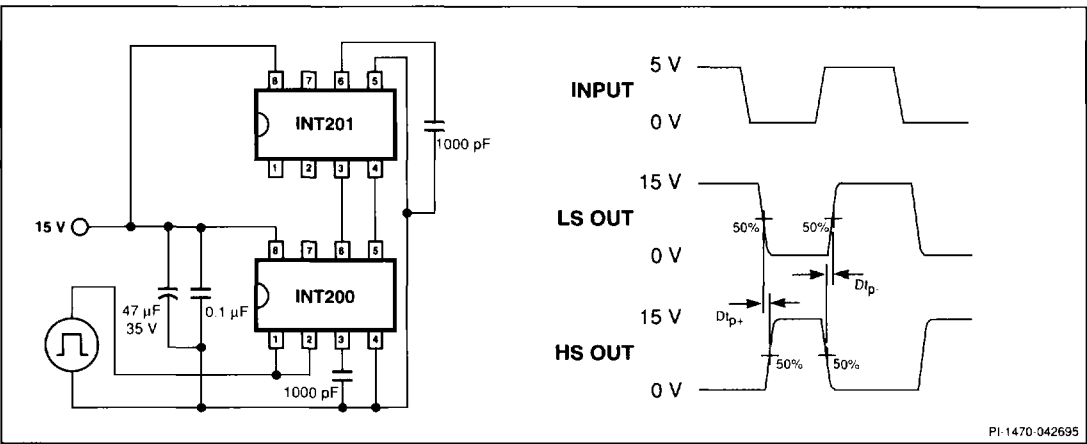 8 7 6 5
INT201
1000 pF
1 2 3 4
15 V
8 7 6 5
INT200
47 µF
35 V
0.1 µF
1 2 3 4
1000 pF
5 V
INPUT
0 V
15 V
LS OUT
50% 50%
0 V
Dtp-
Dtp+
15 V
HS OUT
50% 50%
0 V
PI-1470-042695